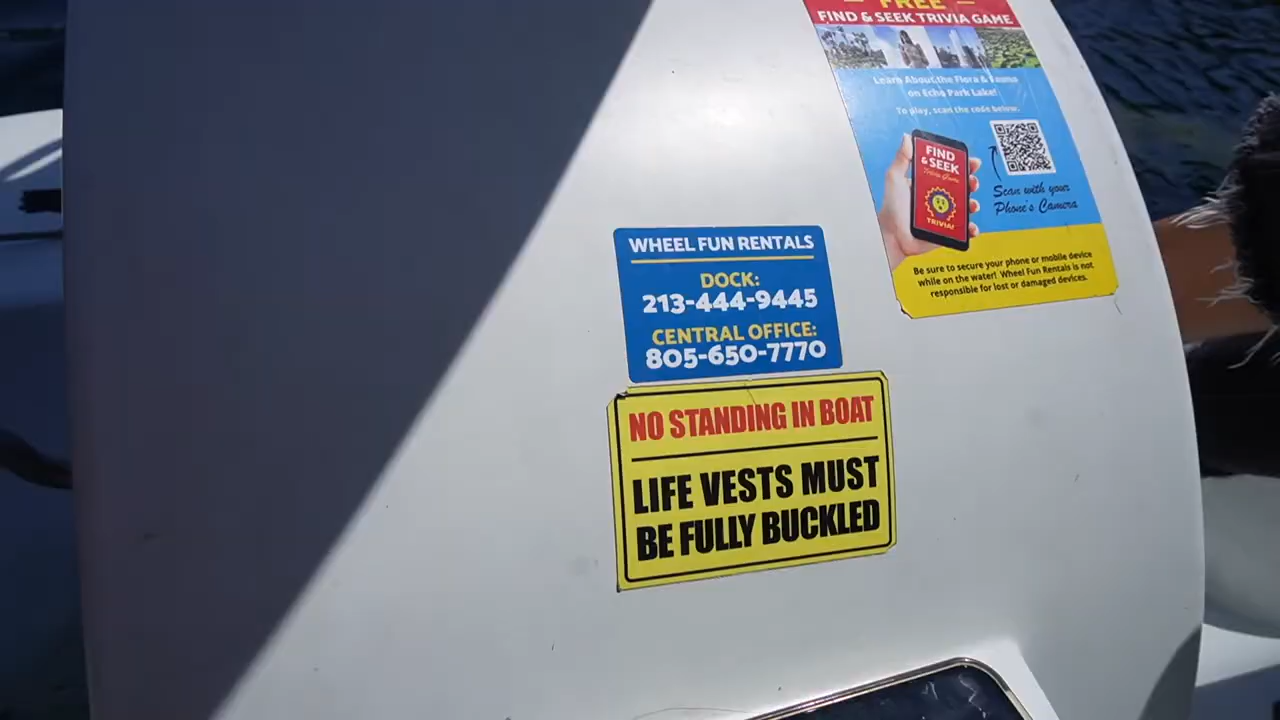 — FREE —
FIND & SEEK TRIVIA GAME
Learn About the Flora & Fauna
on Echo Park Lake!
To play, scan the code below.
FIND
& SEEK
Trivia Game
TRIVIA!
Scan with your
Phone's Camera
Be sure to secure your phone or mobile device
while on the water! Wheel Fun Rentals is not
responsible for lost or damaged devices.
WHEEL FUN RENTALS
DOCK:
213-444-9445
CENTRAL OFFICE:
805-650-7770
NO STANDING IN BOAT
LIFE VESTS MUST
BE FULLY BUCKLED